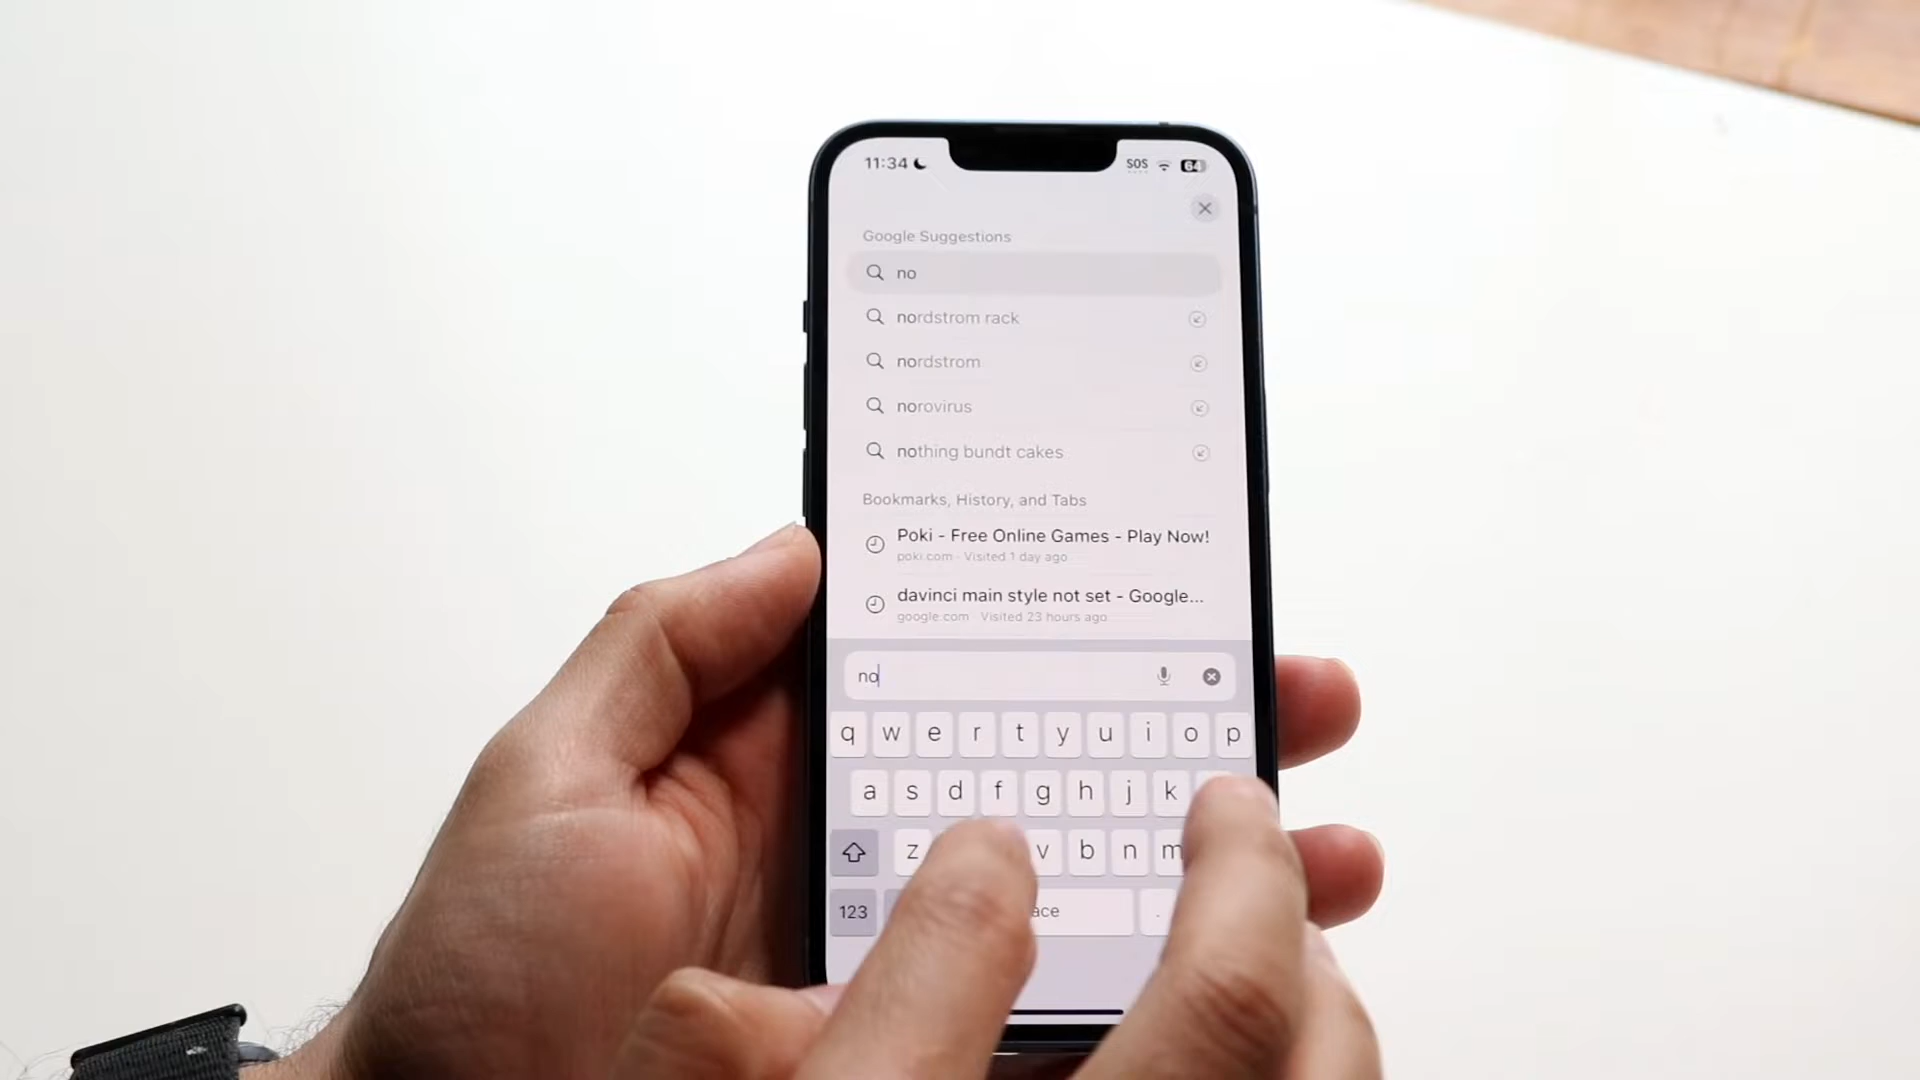 11:34 SOS 64
Google Suggestions
no
nordstrom rack
nordstrom
norovirus
nothing bundt cakes
Bookmarks, History, and Tabs
Poki - Free Online Games - Play Now!
poki.com · Visited 1 day ago
davinci main style not set - Google...
google.com · Visited 23 hours ago
no
q w e r t y u i o p
a s d f g h j k
z v b n m
123 ace .